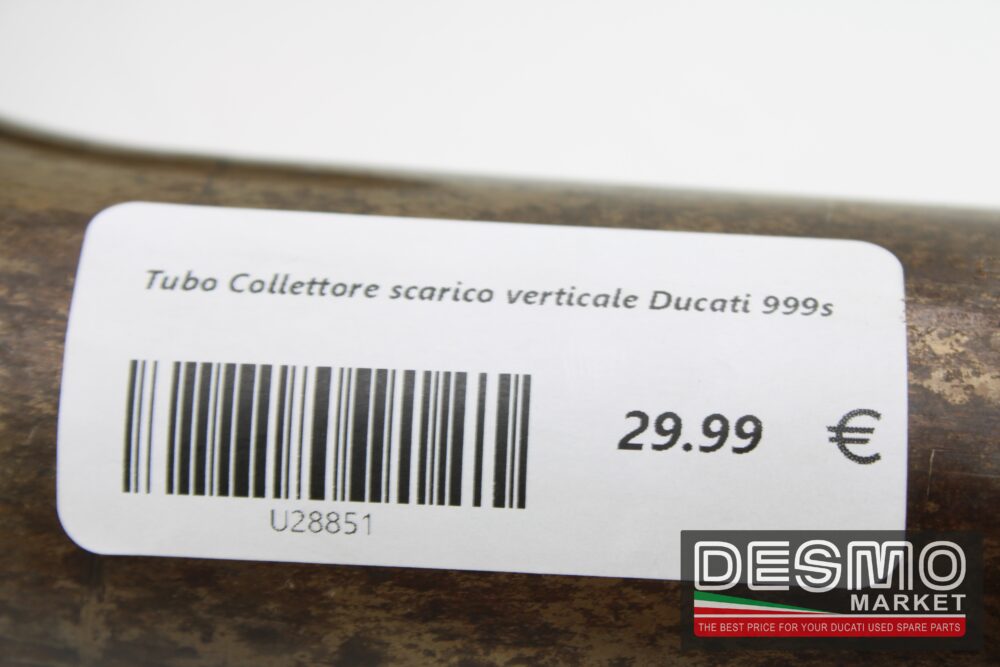 Tubo Collettore scarico verticale Ducati 999s
29.99 €
U28851
DESMO
MARKET
THE BEST PRICE FOR YOUR DUCATI USED SPARE PARTS